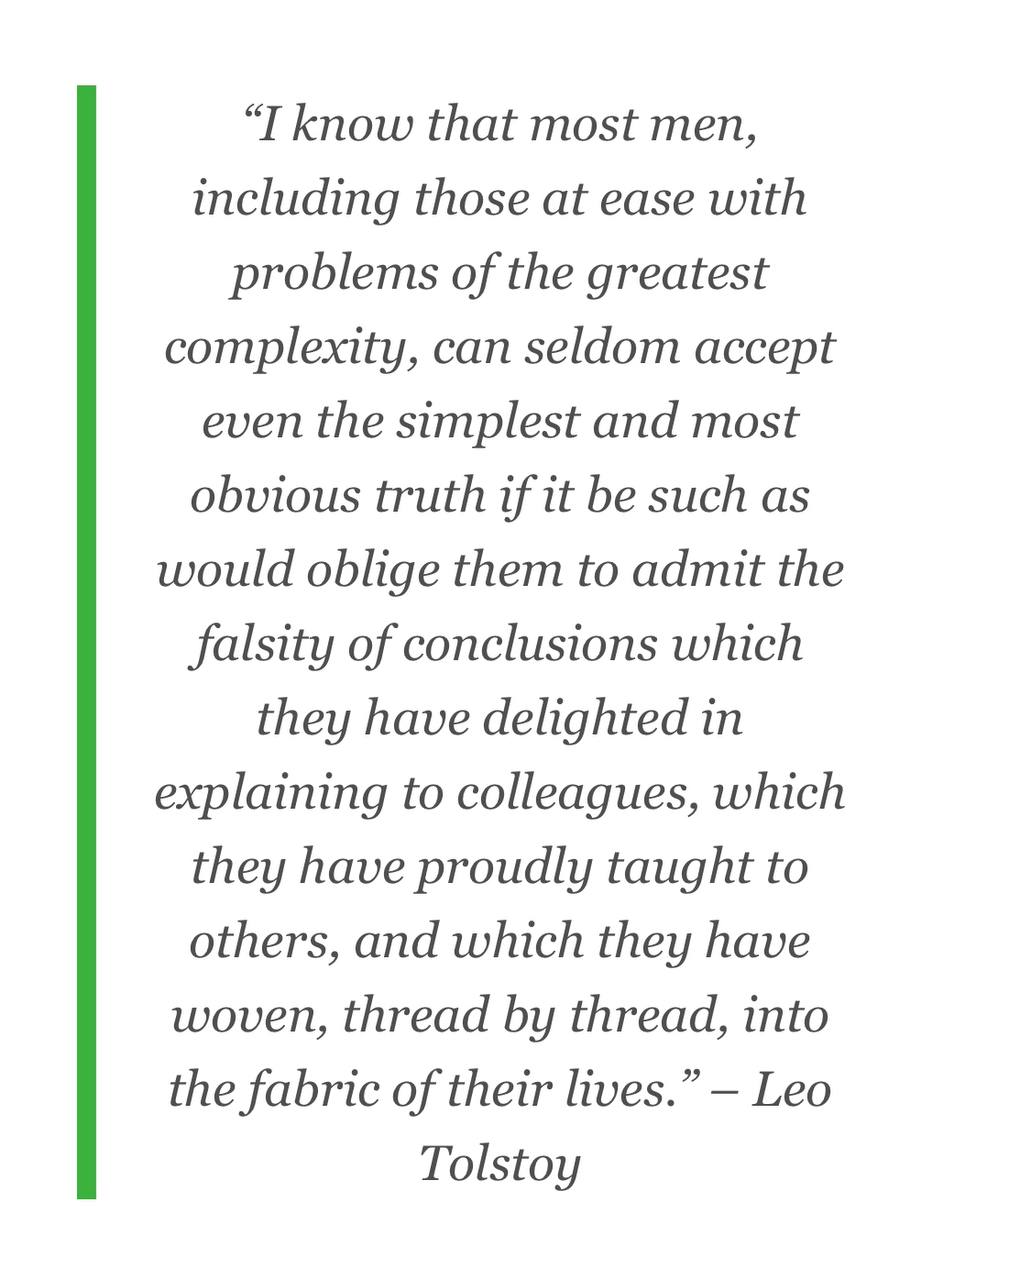 “I know that most men,
including those at ease with
problems of the greatest
complexity, can seldom accept
even the simplest and most
obvious truth if it be such as
would oblige them to admit the
falsity of conclusions which
they have delighted in
explaining to colleagues, which
they have proudly taught to
others, and which they have
woven, thread by thread, into
the fabric of their lives.” – Leo
Tolstoy